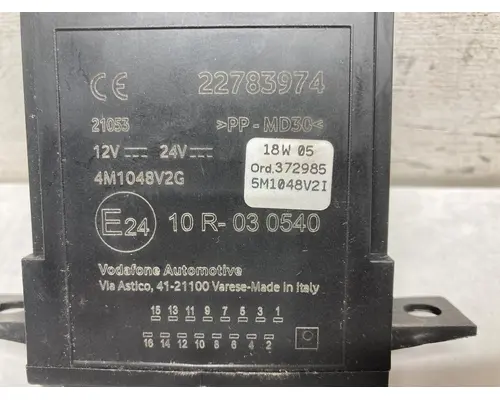 CE 22783974
21053 >PP-MD30<
12V 24V
4M1048V2G
18W 05
Ord.372985
5M1048V2I
E24 10 R-03 0540
Vodafone Automotive
Via Astico, 41-21100 Varese-Made in Italy
15 13 11 9 7 5 3 1
16 14 12 10 8 6 4 2